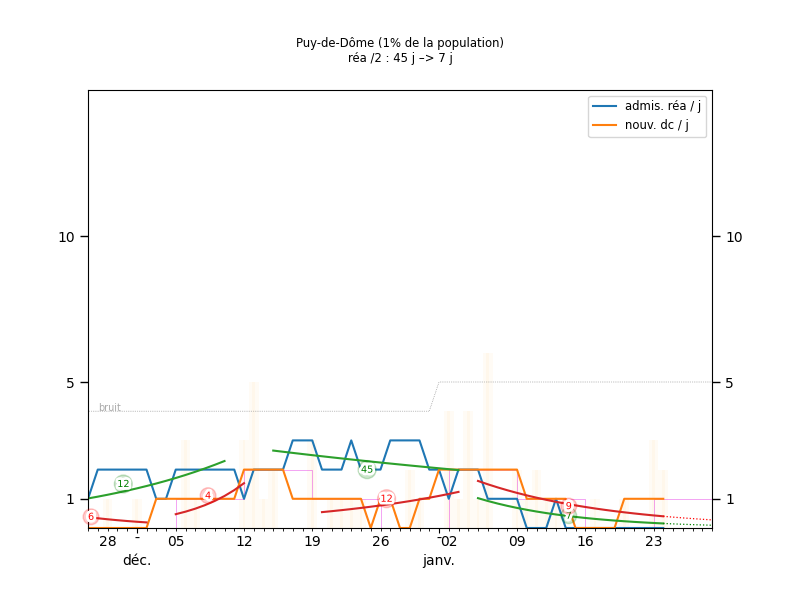 Puy-de-Dôme (1% de la population)
réa /2 : 45 j –> 7 j
admis. réa / j
nouv. dc / j
10 10
5 5
bruit
45
12
12
4
9
7
6
1 1
28 - 05 12 19 26 - 02 09 16 23
déc. janv.